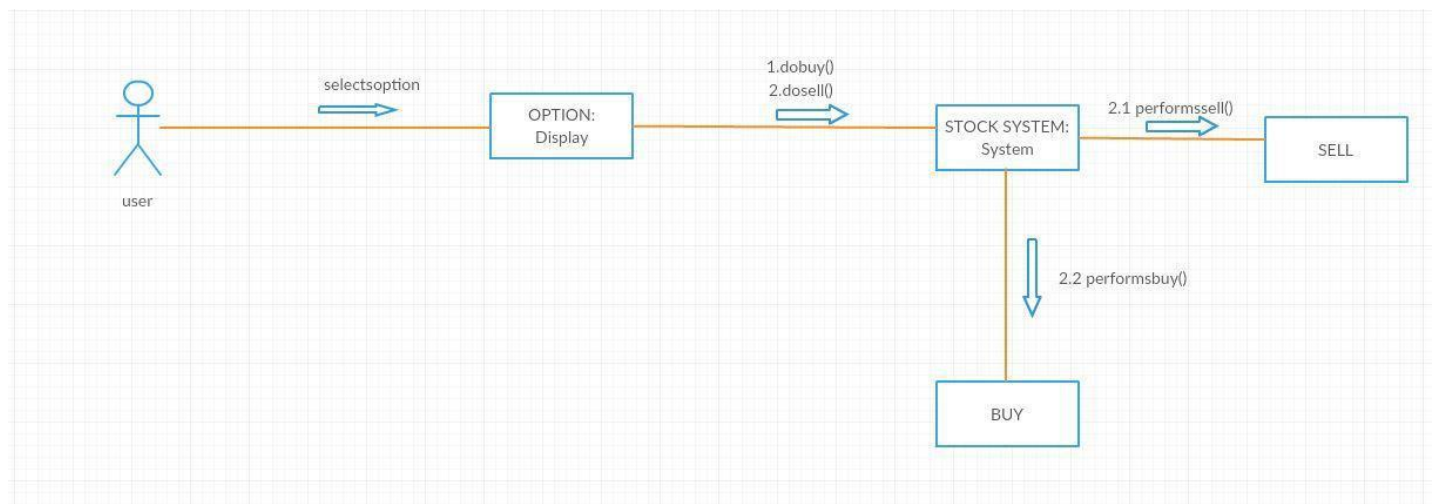 selectsoption
1.dobuy()
2.dosell()
OPTION:
Display
STOCK SYSTEM:
System
2.1 performssell()
SELL
user
2.2 performsbuy()
BUY